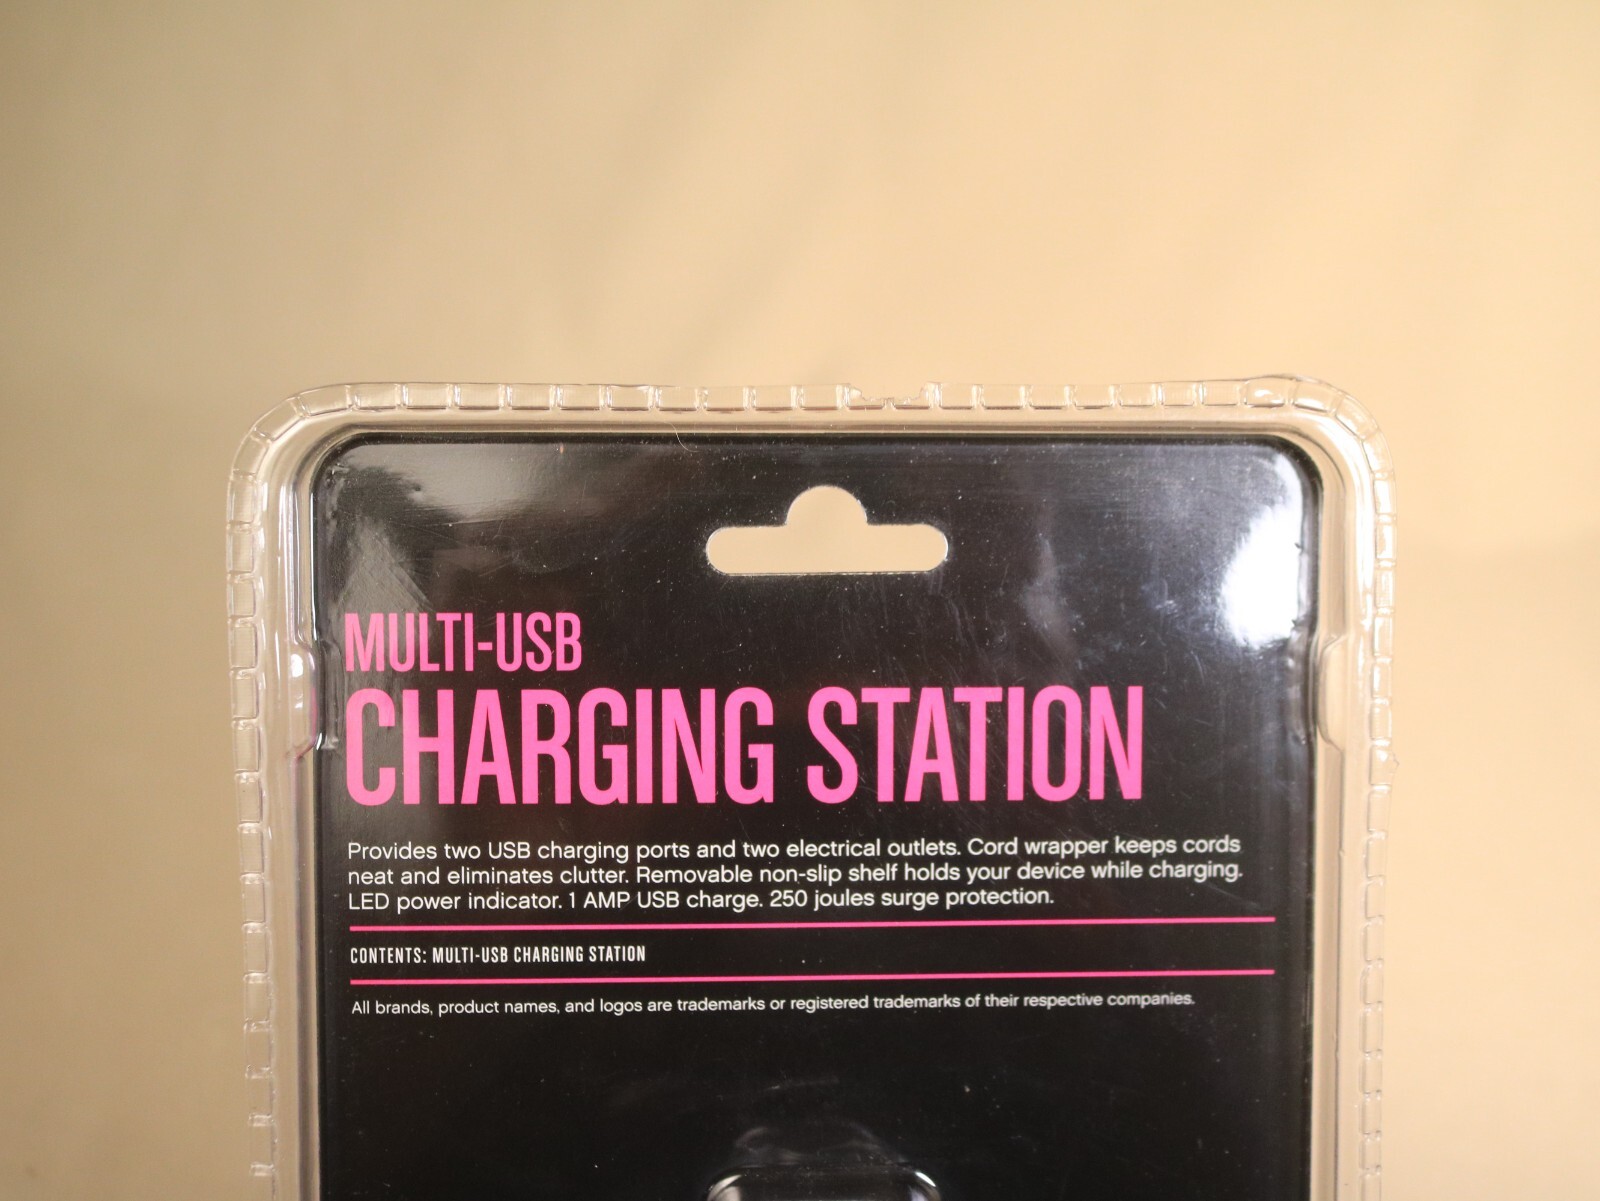 MULTI-USB
CHARGING STATION
Provides two USB charging ports and two electrical outlets. Cord wrapper keeps cords
neat and eliminates clutter. Removable non-slip shelf holds your device while charging.
LED power indicator. 1 AMP USB charge. 250 joules surge protection.
CONTENTS: MULTI-USB CHARGING STATION
All brands, product names, and logos are trademarks or registered trademarks of their respective companies.